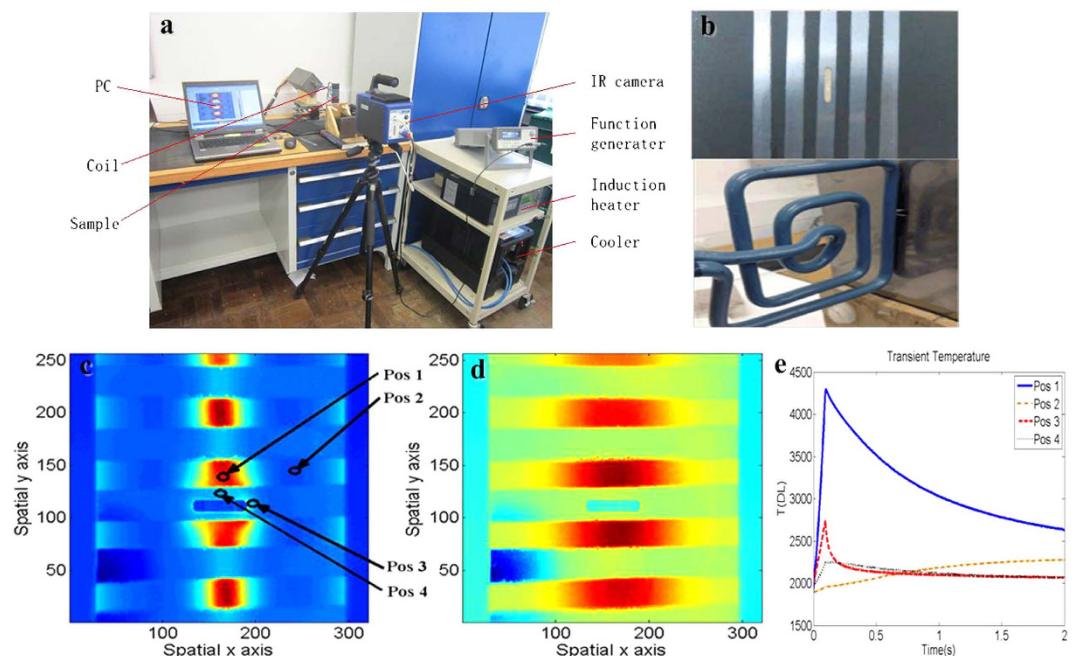 a
PC
Coil
Sample
IR camera
Function
generater
Induction
heater
Cooler
b
c
Pos 1
Pos 2
Pos 3
Pos 4
250
200
150
100
50
Spatial y axis
100
200
300
Spatial x axis
d
250
200
150
100
50
Spatial y axis
100
200
300
Spatial x axis
e
Transient Temperature
4500
4000
3500
3000
2500
2000
1500
T(DL)
0
0.5
1
1.5
2
Time(s)
Pos 1
Pos 2
Pos 3
Pos 4